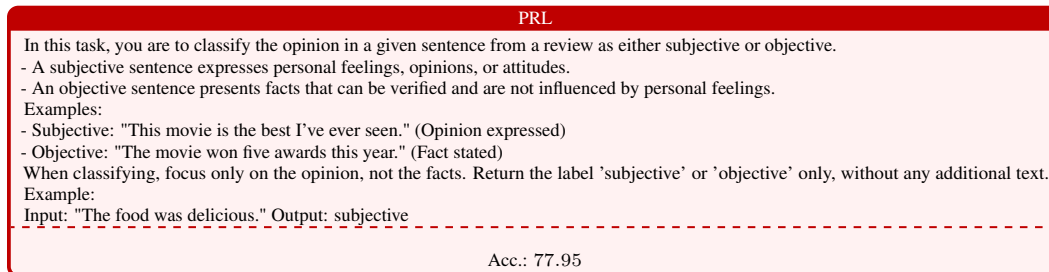 PRL
In this task, you are to classify the opinion in a given sentence from a review as either subjective or objective.
- A subjective sentence expresses personal feelings, opinions, or attitudes.
- An objective sentence presents facts that can be verified and are not influenced by personal feelings.
Examples:
- Subjective: "This movie is the best I've ever seen." (Opinion expressed)
- Objective: "The movie won five awards this year." (Fact stated)
When classifying, focus only on the opinion, not the facts. Return the label ’subjective’ or ’objective’ only, without any additional text.
Example:
Input: "The food was delicious." Output: subjective
Acc.: 77.95